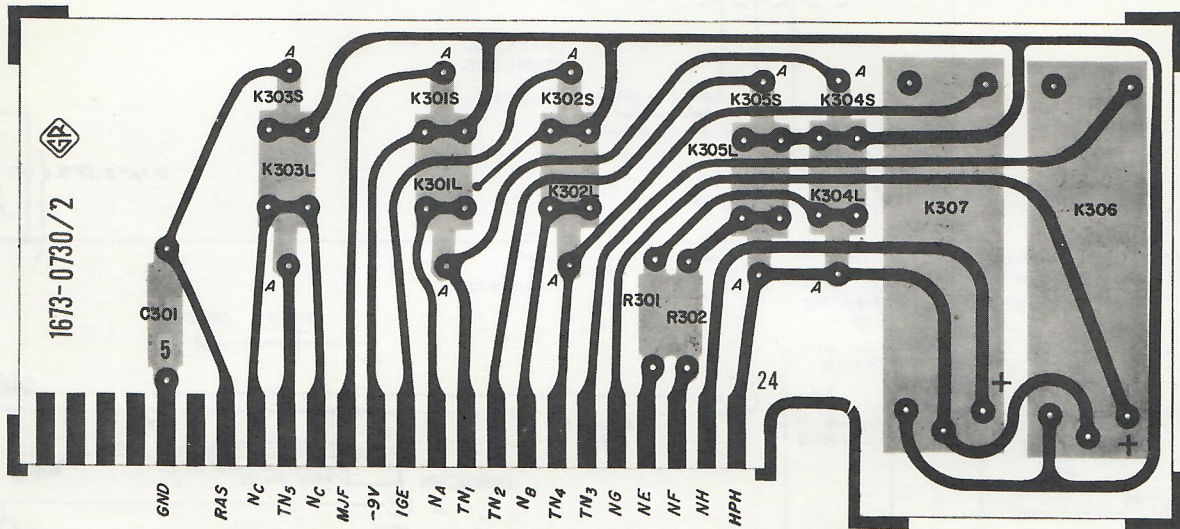 A A A A A
K303S K301S K302S K305S K304S
GR
1673-0730/2
K303L K301L K302L K305L K304L K307 K306
A A A A
C301 R301 R302
5 24
+ +
GND RAS NC TN5 NC MJF -9V IGE NA TN1 TN2 NB TN4 TN3 NG NE NF NH HPH